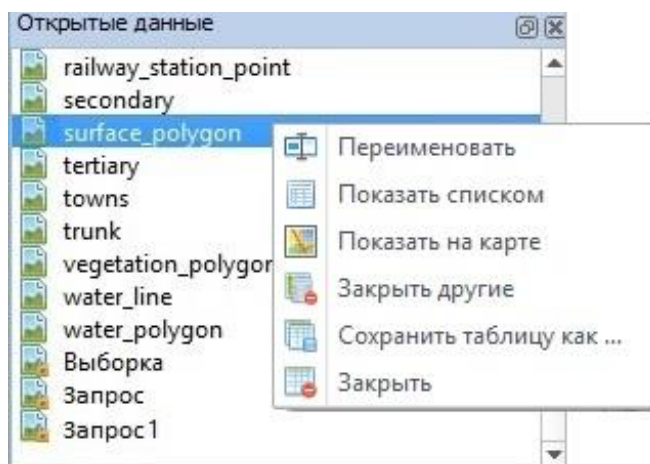 Открытые данные
railway_station_point
secondary
surface_polygon
tertiary
towns
trunk
vegetation_polygon
water_line
water_polygon
Выборка
Запрос
Запрос1
Переименовать
Показать списком
Показать на карте
Закрыть другие
Сохранить таблицу как ...
Закрыть